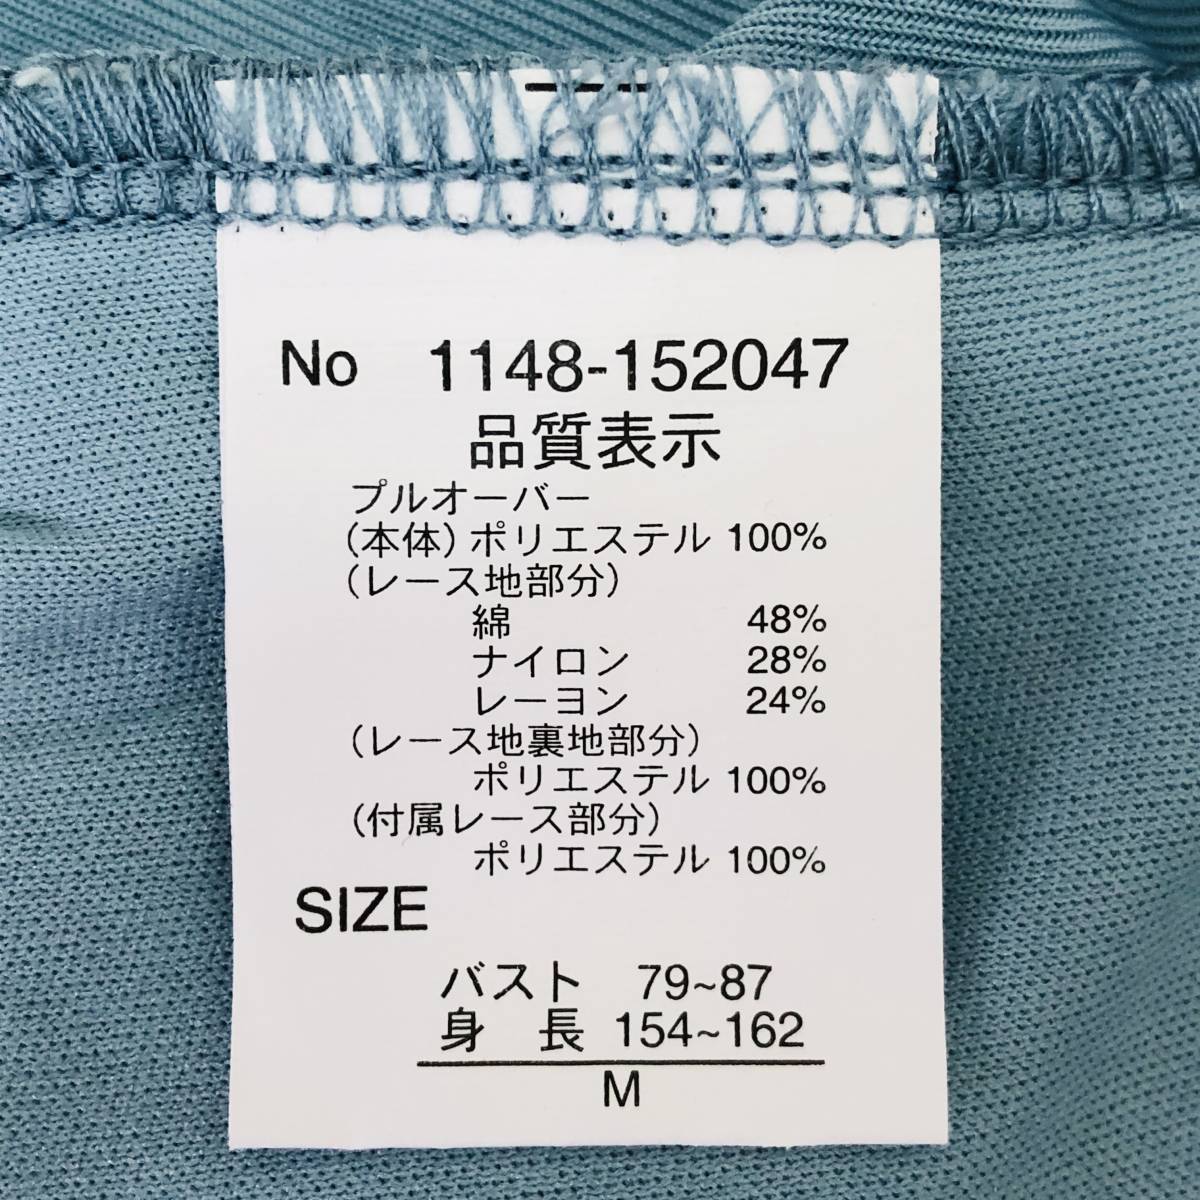 No 1148-152047
品質表示
プルオーバー
(本体) ポリエステル 100%
(レース地部分)
綿 48%
ナイロン 28%
レーヨン 24%
(レース地裏地部分)
ポリエステル 100%
(付属レース部分)
ポリエステル 100%
SIZE
バスト 79~87
身 長 154~162
M